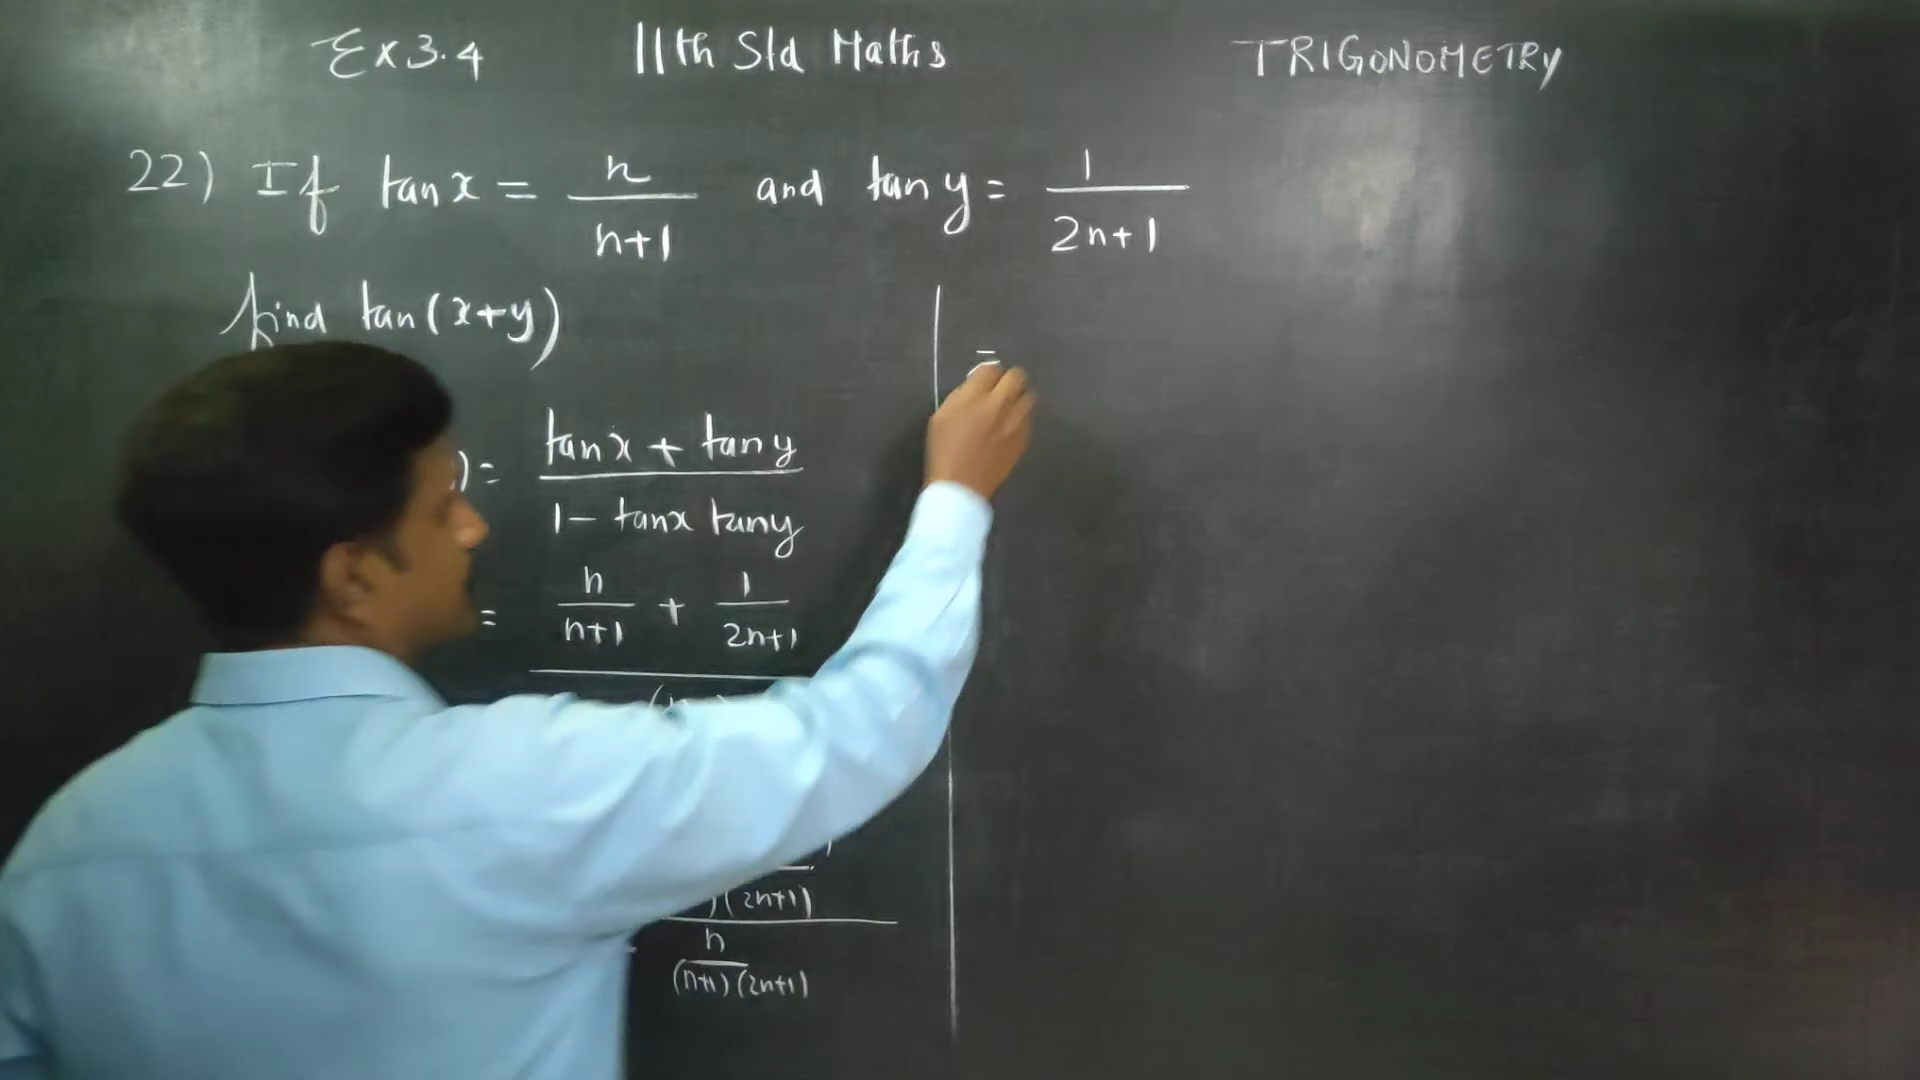 Ex 3.4 11th Std Maths TRIGONOMETRY
22) If tan x = n/(n+1) and tan y = 1/(2n+1)
find tan(x+y)
) = (tan x + tan y)/(1 - tan x tan y)
= n/(n+1) + 1/(2n+1)
(2n+1)
n/((n+1)(2n+1))
=